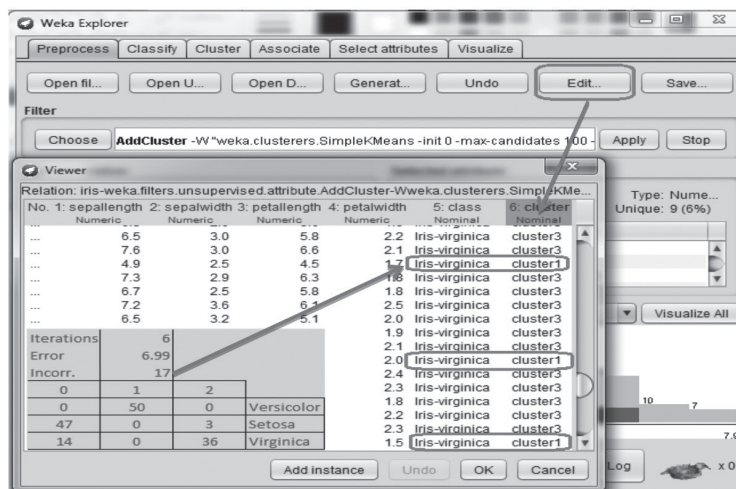 Weka Explorer
Preprocess Classify Cluster Associate Select attributes Visualize
Open fil... Open U... Open D... Generat... Undo Edit... Save...
Filter
Choose AddCluster -W "weka.clusterers.SimpleKMeans -init 0 -max-candidates 100 - Apply Stop
Viewer
Relation: iris-weka.filters.unsupervised.attribute.AddCluster-Wweka.clusterers.SimpleKMe...
Type: Nume...
Unique: 9 (6%)
No. 1: sepallength 2: sepalwidth 3: petallength 4: petalwidth 5: class 6: cluster
Numeric Numeric Numeric Numeric Nominal Nominal
... 6.5 3.0 5.8 2.2 Iris-virginica cluster3
... 7.6 3.0 6.6 2.1 Iris-virginica cluster3
... 4.9 2.5 4.5 1.7 Iris-virginica cluster1
... 7.3 2.9 6.3 1.8 Iris-virginica cluster3
... 6.7 2.5 5.8 1.8 Iris-virginica cluster3
... 7.2 3.6 6.1 2.5 Iris-virginica cluster3
... 6.5 3.2 5.1 2.0 Iris-virginica cluster3
1.9 Iris-virginica cluster3
2.1 Iris-virginica cluster3
2.0 Iris-virginica cluster1
2.4 Iris-virginica cluster3
2.3 Iris-virginica cluster3
1.8 Iris-virginica cluster3
2.2 Iris-virginica cluster3
2.3 Iris-virginica cluster3
1.5 Iris-virginica cluster1
Iterations 6
Error 6.99
Incorr. 17
0 1 2
0 50 0 Versicolor
47 0 3 Setosa
14 0 36 Virginica
Visualize All
10 7
7.9
Add instance Undo OK Cancel
Log x 0